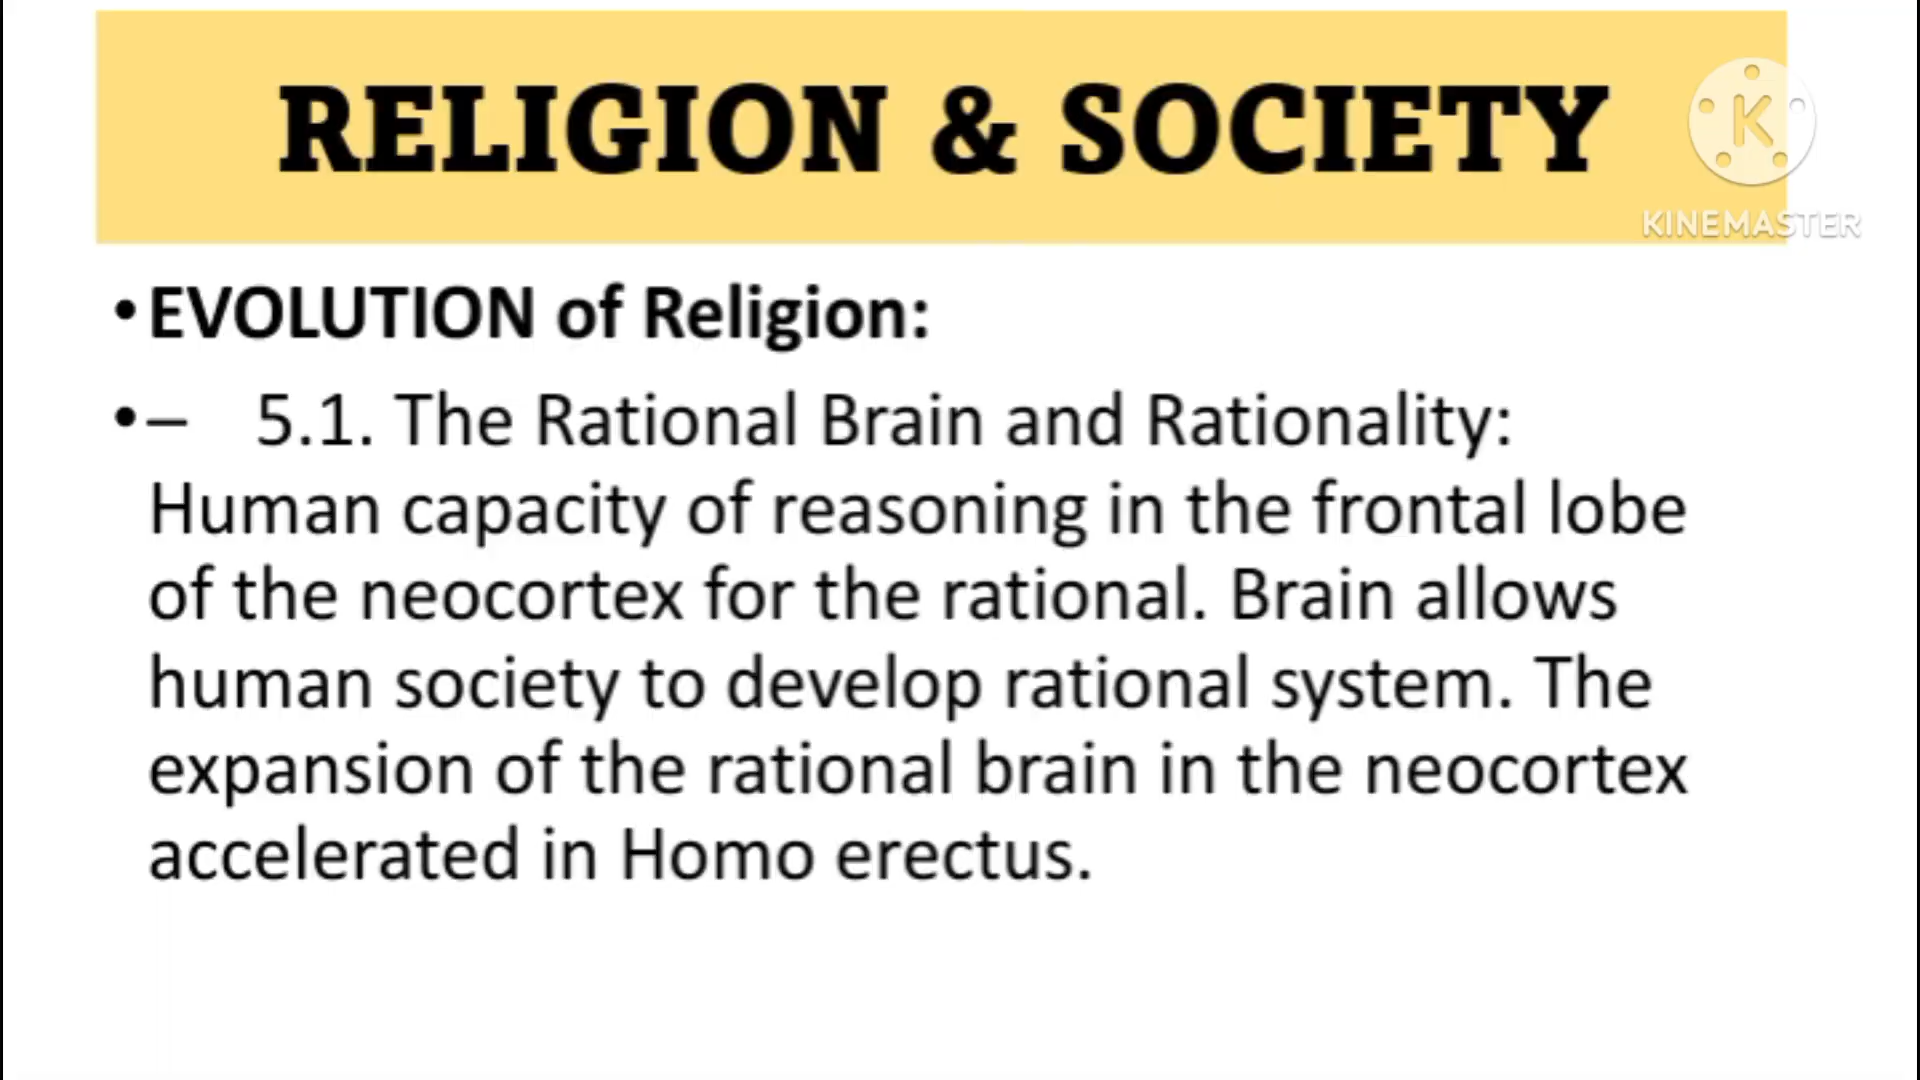 RELIGION & SOCIETY
K
KINEMASTER
•EVOLUTION of Religion:
•– 5.1. The Rational Brain and Rationality:
Human capacity of reasoning in the frontal lobe
of the neocortex for the rational. Brain allows
human society to develop rational system. The
expansion of the rational brain in the neocortex
accelerated in Homo erectus.